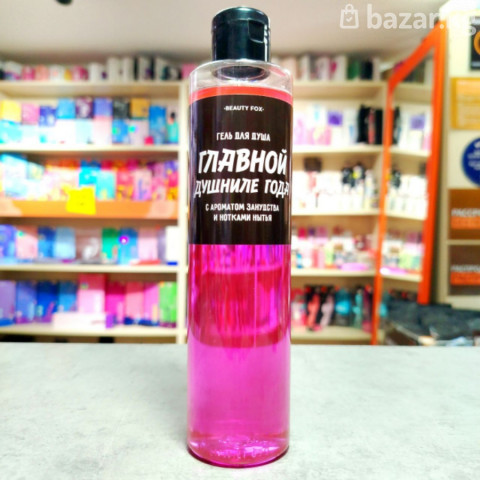 bazar.
·BEAUTY FOX·
ГЕЛЬ ДЛЯ ДУША
ГЛАВНОЙ
ДУШНИЛЕ ГОДА
С АРОМАТОМ ЗАНУДСТВА
И НОТКАМИ НЫТЬЯ